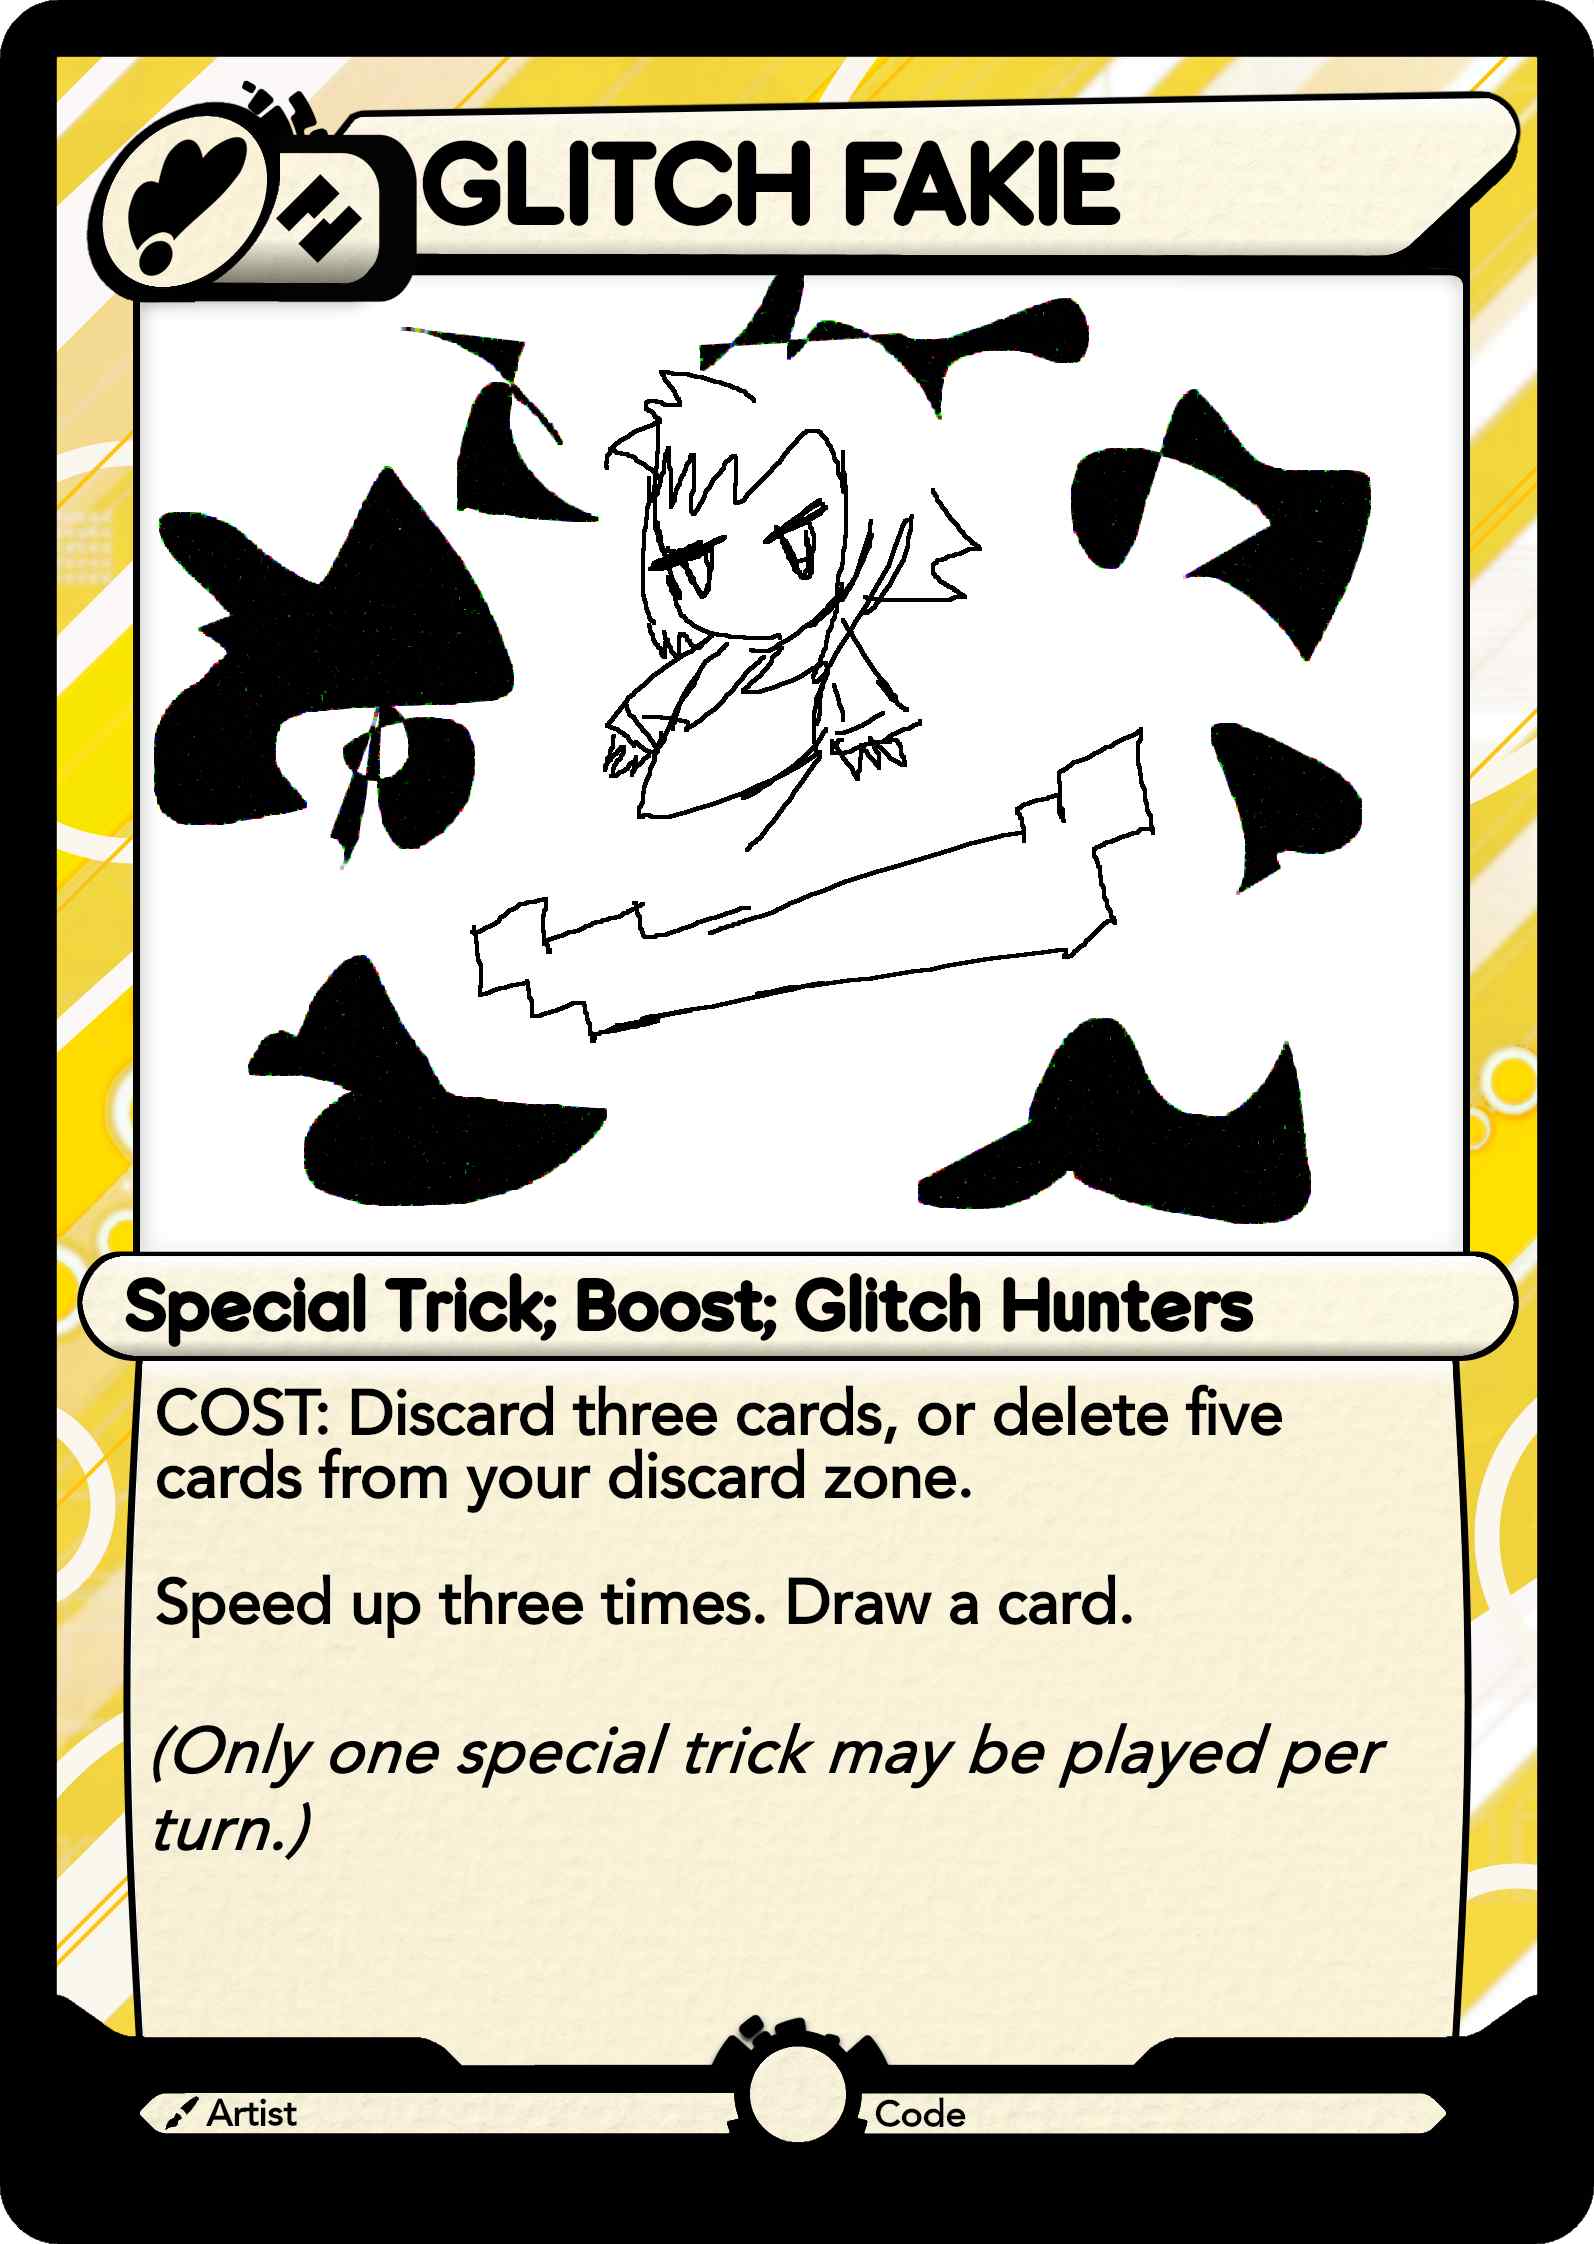 GLITCH FAKIE
Special Trick; Boost; Glitch Hunters
COST: Discard three cards, or delete five
cards from your discard zone.
Speed up three times. Draw a card.
(Only one special trick may be played per
turn.)
Artist
Code